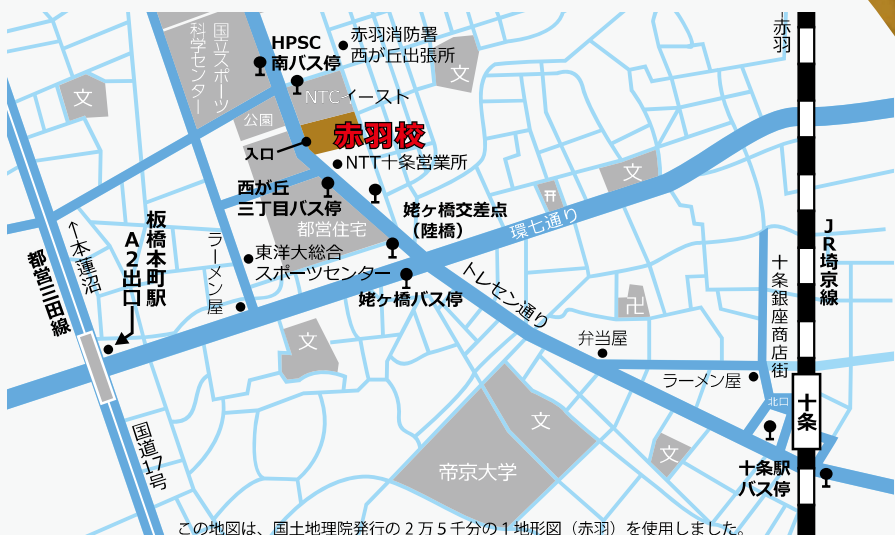 国立スポーツ
科学センター
HPSC
南バス停
赤羽消防署
西が丘出張所
赤羽
文
文
NTCイースト
公園
赤羽校
入口
NTT十条営業所
文
西が丘
三丁目バス停
姥ヶ橋交差点
（陸橋）
環七通り
都営住宅
↑本蓮沼
板橋本町駅
A2出口
都営三田線
ラーメン屋
東洋大総合
スポーツセンター
姥ヶ橋バス停
トレセン通り
卍
十条銀座商店街
JR埼京線
弁当屋
文
ラーメン屋
北口
十条
文
帝京大学
文
国道17号
十条駅
バス停
この地図は、国土地理院発行の2万5千分の1地形図（赤羽）を使用しました。